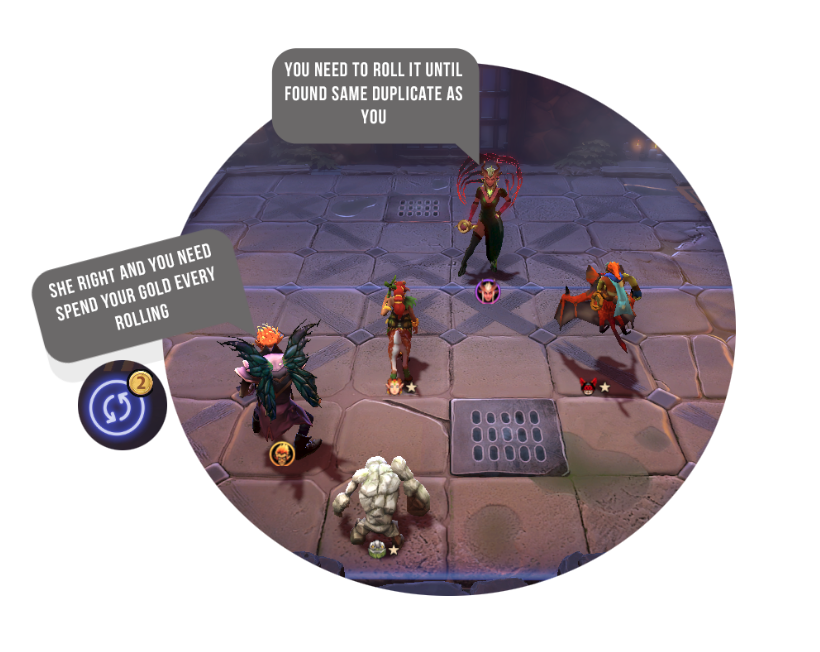 YOU NEED TO ROLL IT UNTIL
FOUND SAME DUPLICATE AS
YOU
SHE RIGHT AND YOU NEED
SPEND YOUR GOLD EVERY
ROLLING
2